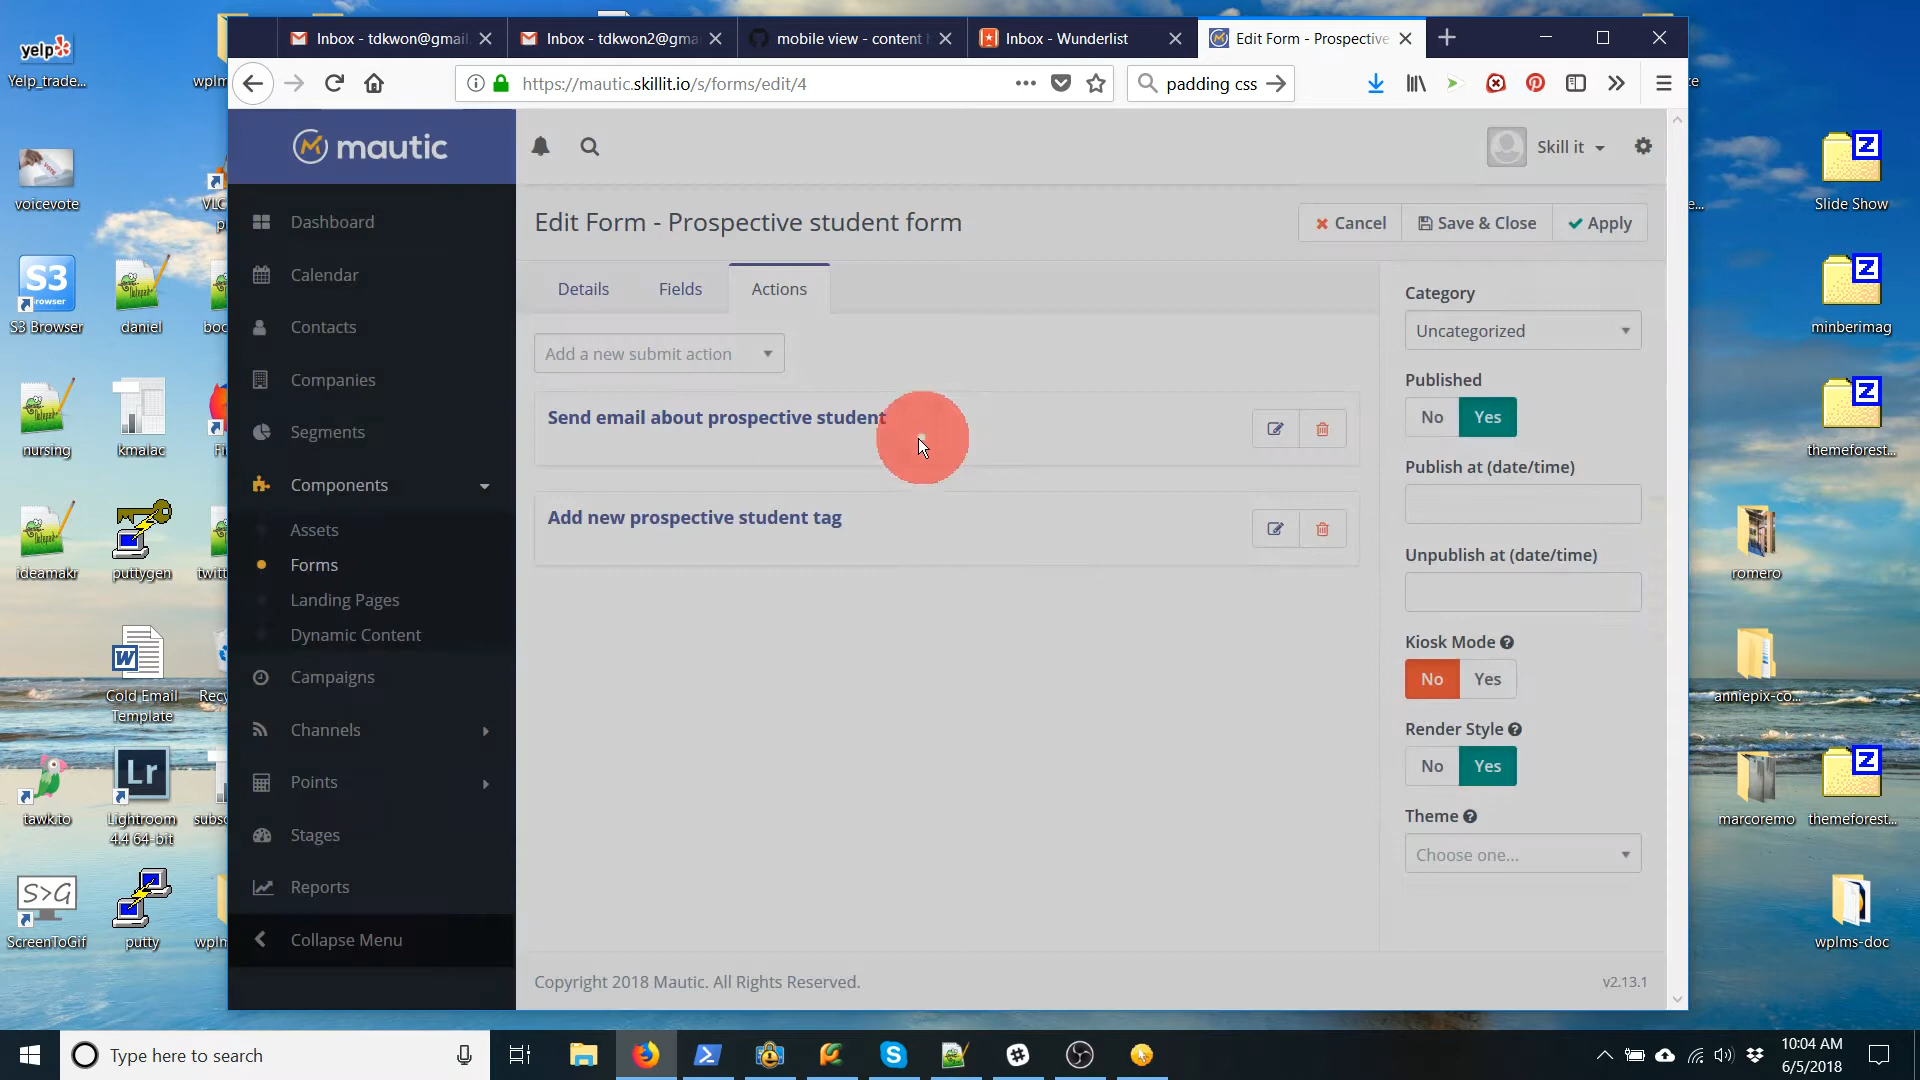 yelp
Yelp_trade...
voicevote
S3
Browser
S3 Browser
daniel
nursing
kmalac
ideamakr
puttygen
W
Cold Email
Template
tawk.to
Lr
Lightroom
4.4 64-bit
S>G
ScreenToGif
putty
Inbox - tdkwon@gmail
Inbox - tdkwon2@gma
mobile view - content
Inbox - Wunderlist
Edit Form - Prospective
https://mautic.skillit.io/s/forms/edit/4
padding css
mautic
Skill it
Dashboard
Calendar
Contacts
Companies
Segments
Components
Assets
Forms
Landing Pages
Dynamic Content
Campaigns
Channels
Points
Stages
Reports
Collapse Menu
Edit Form - Prospective student form
Cancel
Save & Close
Apply
Details
Fields
Actions
Add a new submit action
Send email about prospective student
Add new prospective student tag
Category
Uncategorized
Published
No
Yes
Publish at (date/time)
Unpublish at (date/time)
Kiosk Mode
No
Yes
Render Style
No
Yes
Theme
Choose one...
Copyright 2018 Mautic. All Rights Reserved.
v2.13.1
Z
Slide Show
Z
minberimag
Z
themeforest...
romero
anniepix-co...
marcoremo
Z
themeforest...
wplms-doc
Type here to search
10:04 AM
6/5/2018